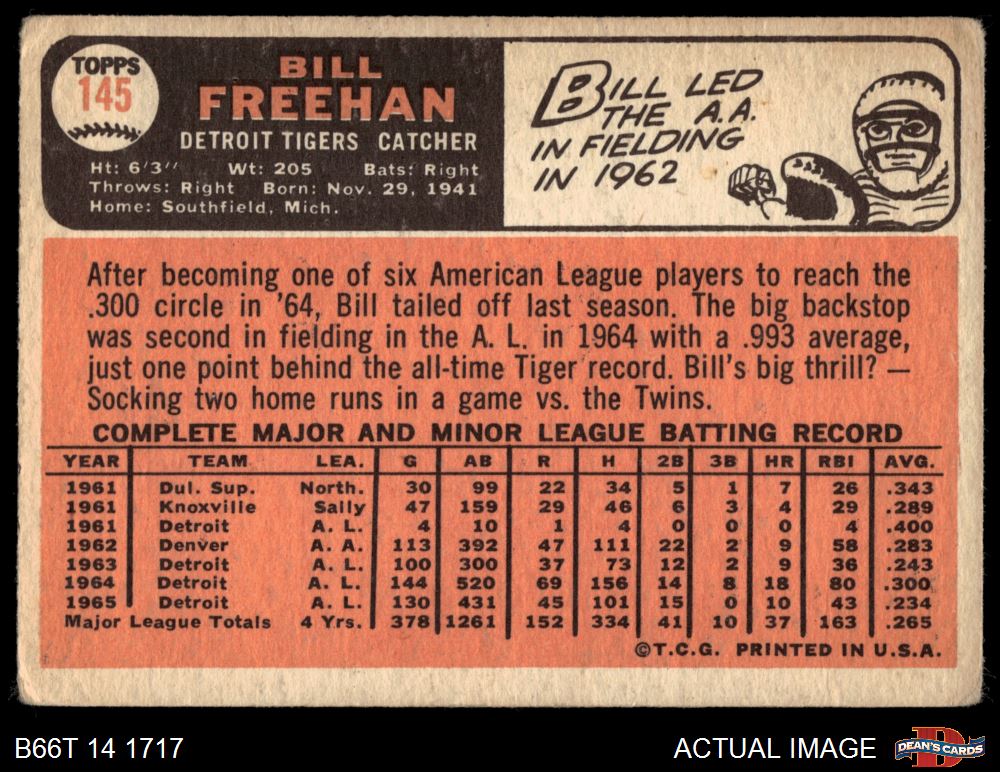 TOPPS
145
BILL
FREEHAN
DETROIT TIGERS CATCHER
Ht: 6'3" Wt: 205 Bats: Right
Throws: Right Born: Nov. 29, 1941
Home: Southfield, Mich.
BILL LED
THE A.A.
IN FIELDING
IN 1962
After becoming one of six American League players to reach the
.300 circle in '64, Bill tailed off last season. The big backstop
was second in fielding in the A. L. in 1964 with a .993 average,
just one point behind the all-time Tiger record. Bill's big thrill? —
Socking two home runs in a game vs. the Twins.
COMPLETE MAJOR AND MINOR LEAGUE BATTING RECORD
YEAR TEAM LEA. G AB R H 2B 3B HR RBI AVG.
1961 Dul. Sup. North. 30 99 22 34 5 1 7 26 .343
1961 Knoxville Sally 47 159 29 46 6 3 4 29 .289
1961 Detroit A. L. 4 10 1 4 0 0 0 4 .400
1962 Denver A. A. 113 392 47 111 22 2 9 58 .283
1963 Detroit A. L. 100 300 37 73 12 2 9 36 .243
1964 Detroit A. L. 144 520 69 156 14 8 18 80 .300
1965 Detroit A. L. 130 431 45 101 15 0 10 43 .234
Major League Totals 4 Yrs. 378 1261 152 334 41 10 37 163 .265
©T.C.G. PRINTED IN U.S.A.
B66T 14 1717
ACTUAL IMAGE
D
DEAN'S CARDS